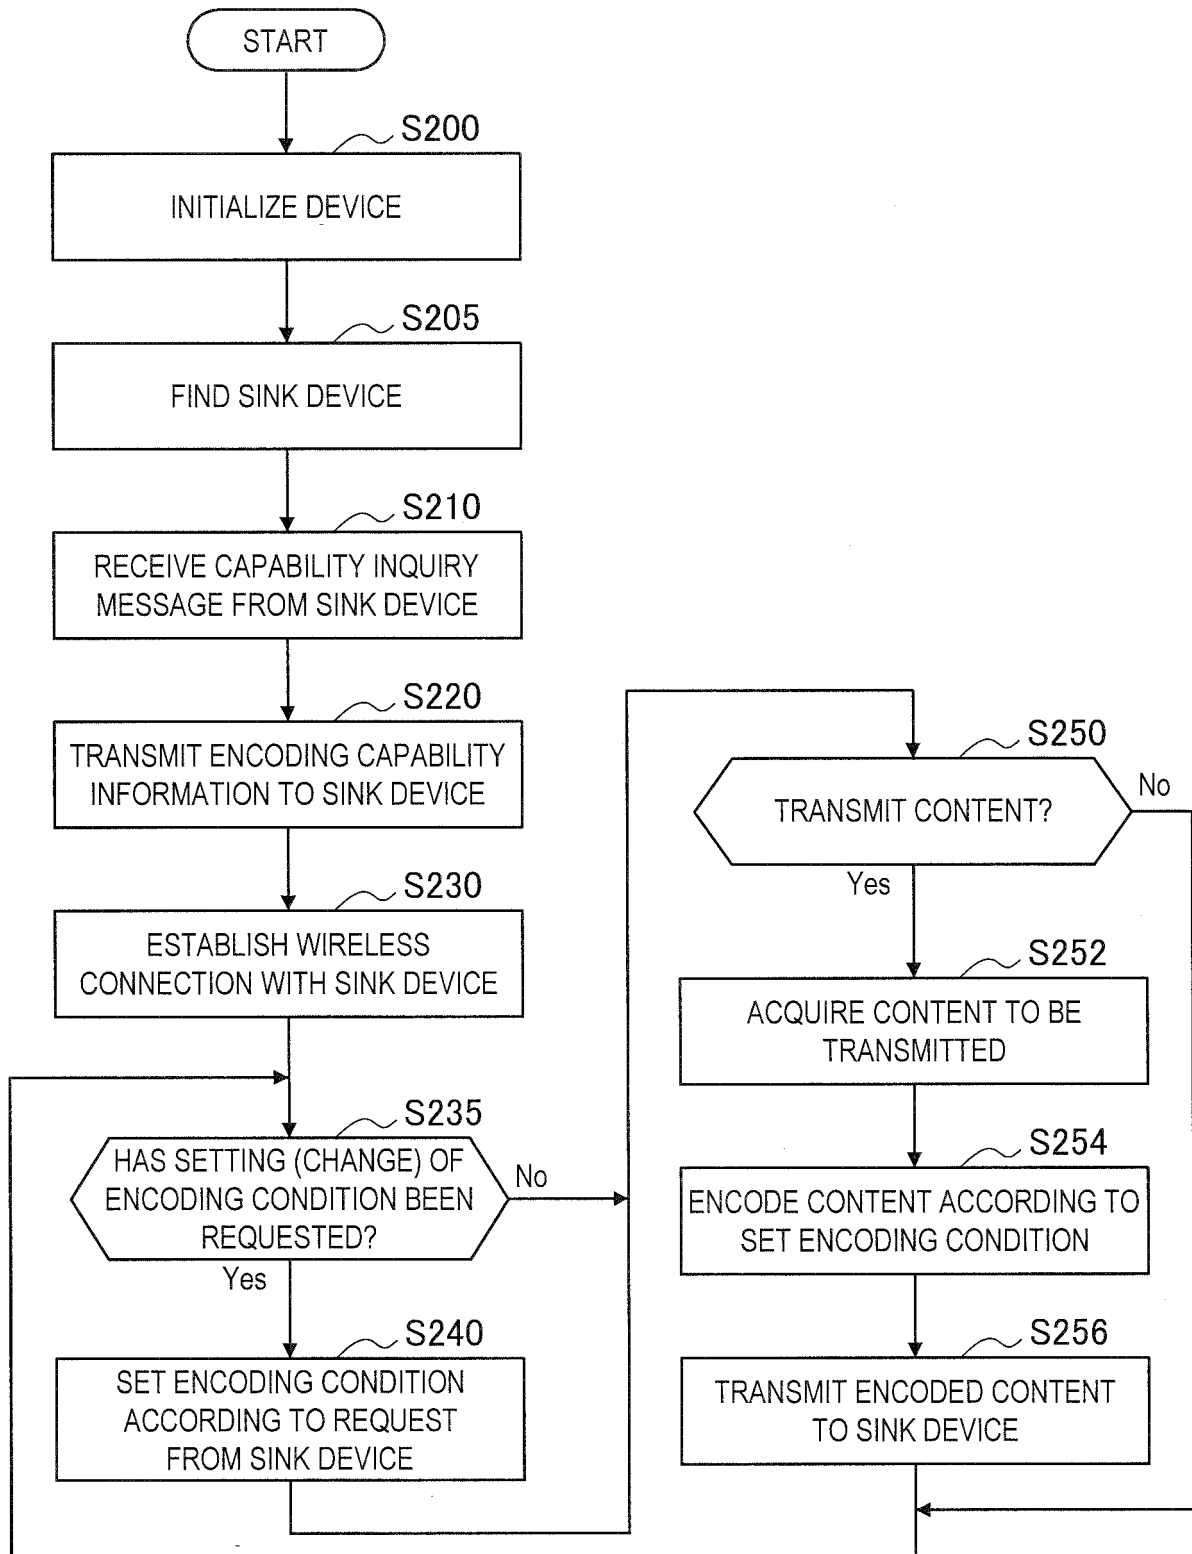 START
S200
INITIALIZE DEVICE
S205
FIND SINK DEVICE
S210
RECEIVE CAPABILITY INQUIRY
MESSAGE FROM SINK DEVICE
S220
TRANSMIT ENCODING CAPABILITY
INFORMATION TO SINK DEVICE
S230
ESTABLISH WIRELESS
CONNECTION WITH SINK DEVICE
S235
HAS SETTING (CHANGE) OF
ENCODING CONDITION BEEN
REQUESTED?
No
Yes
S240
SET ENCODING CONDITION
ACCORDING TO REQUEST
FROM SINK DEVICE
S250
TRANSMIT CONTENT?
No
Yes
S252
ACQUIRE CONTENT TO BE
TRANSMITTED
S254
ENCODE CONTENT ACCORDING TO
SET ENCODING CONDITION
S256
TRANSMIT ENCODED CONTENT
TO SINK DEVICE